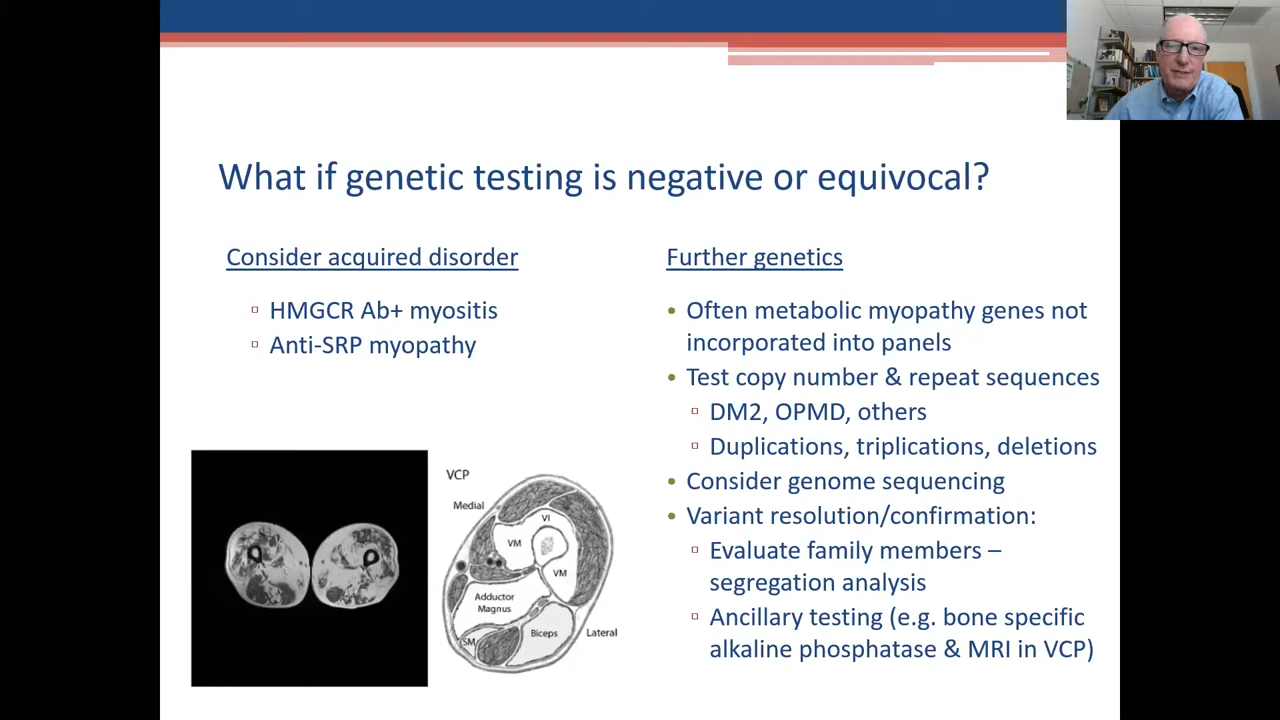 What if genetic testing is negative or equivocal?
Consider acquired disorder
▫ HMGCR Ab+ myositis
▫ Anti-SRP myopathy
Further genetics
• Often metabolic myopathy genes not
incorporated into panels
• Test copy number & repeat sequences
▫ DM2, OPMD, others
▫ Duplications, triplications, deletions
• Consider genome sequencing
• Variant resolution/confirmation:
▫ Evaluate family members –
segregation analysis
▫ Ancillary testing (e.g. bone specific
alkaline phosphatase & MRI in VCP)
VCP
Medial
VI
VM
VM
Adductor
Magnus
SM
Biceps
Lateral